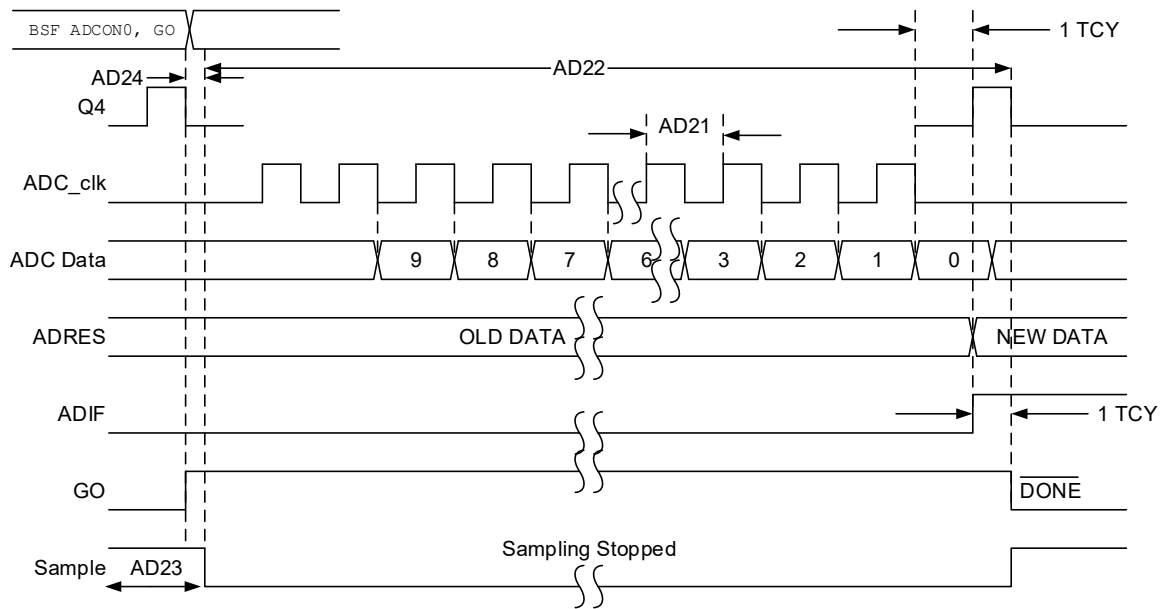 BSF ADCON0, GO
1 TCY
AD24
AD22
Q4
AD21
ADC_clk
ADC Data
9 8 7 6 3 2 1 0
ADRES
OLD DATA
NEW DATA
ADIF
1 TCY
GO
DONE
Sampling Stopped
Sample
AD23